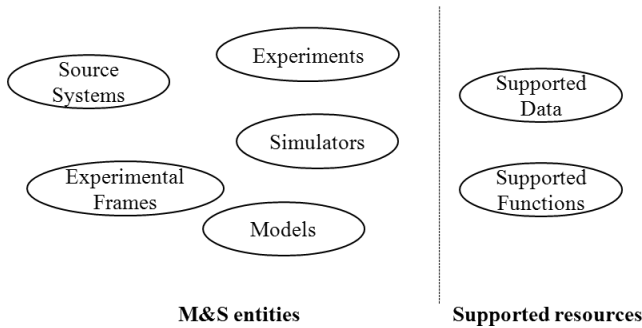 Source
Systems
Experiments
Simulators
Experimental
Frames
Models
Supported
Data
Supported
Functions
M&S entities
Supported resources